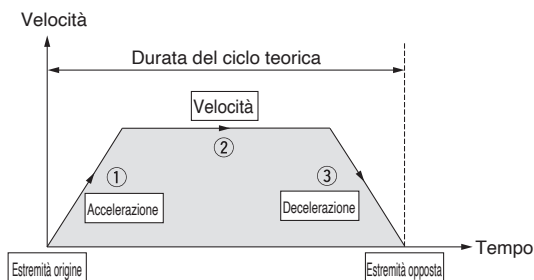 Velocità
Durata del ciclo teorica
Velocità
②
① ③
Accelerazione Decelerazione
Tempo
Estremità origine Estremità opposta